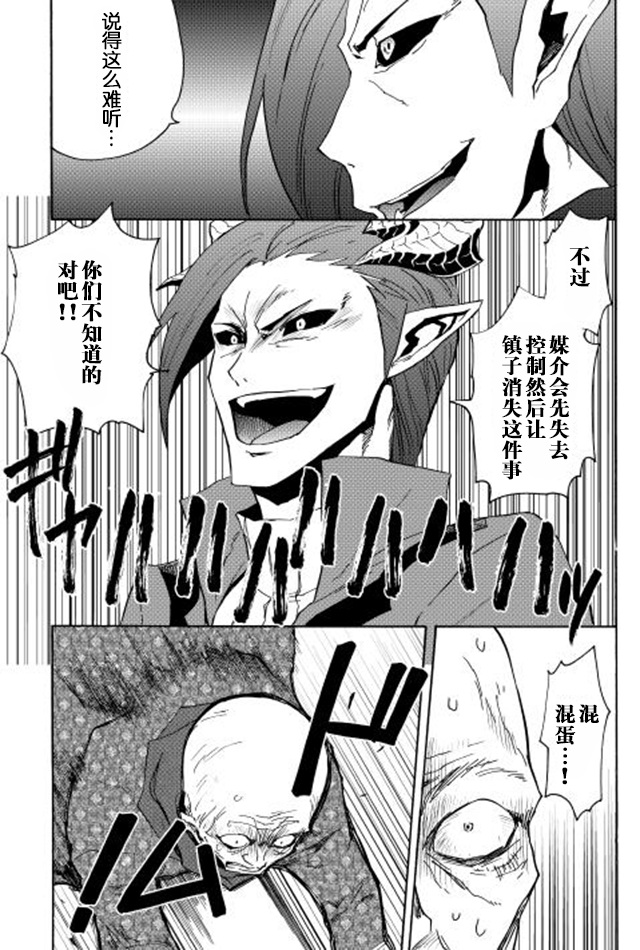 说得这么难听…
不过
媒介会先失去
控制然后让
镇子消失这件事
你们不知道的
对吧!!
ギャハハハハハハハハッ
混
混蛋…!
ドン!